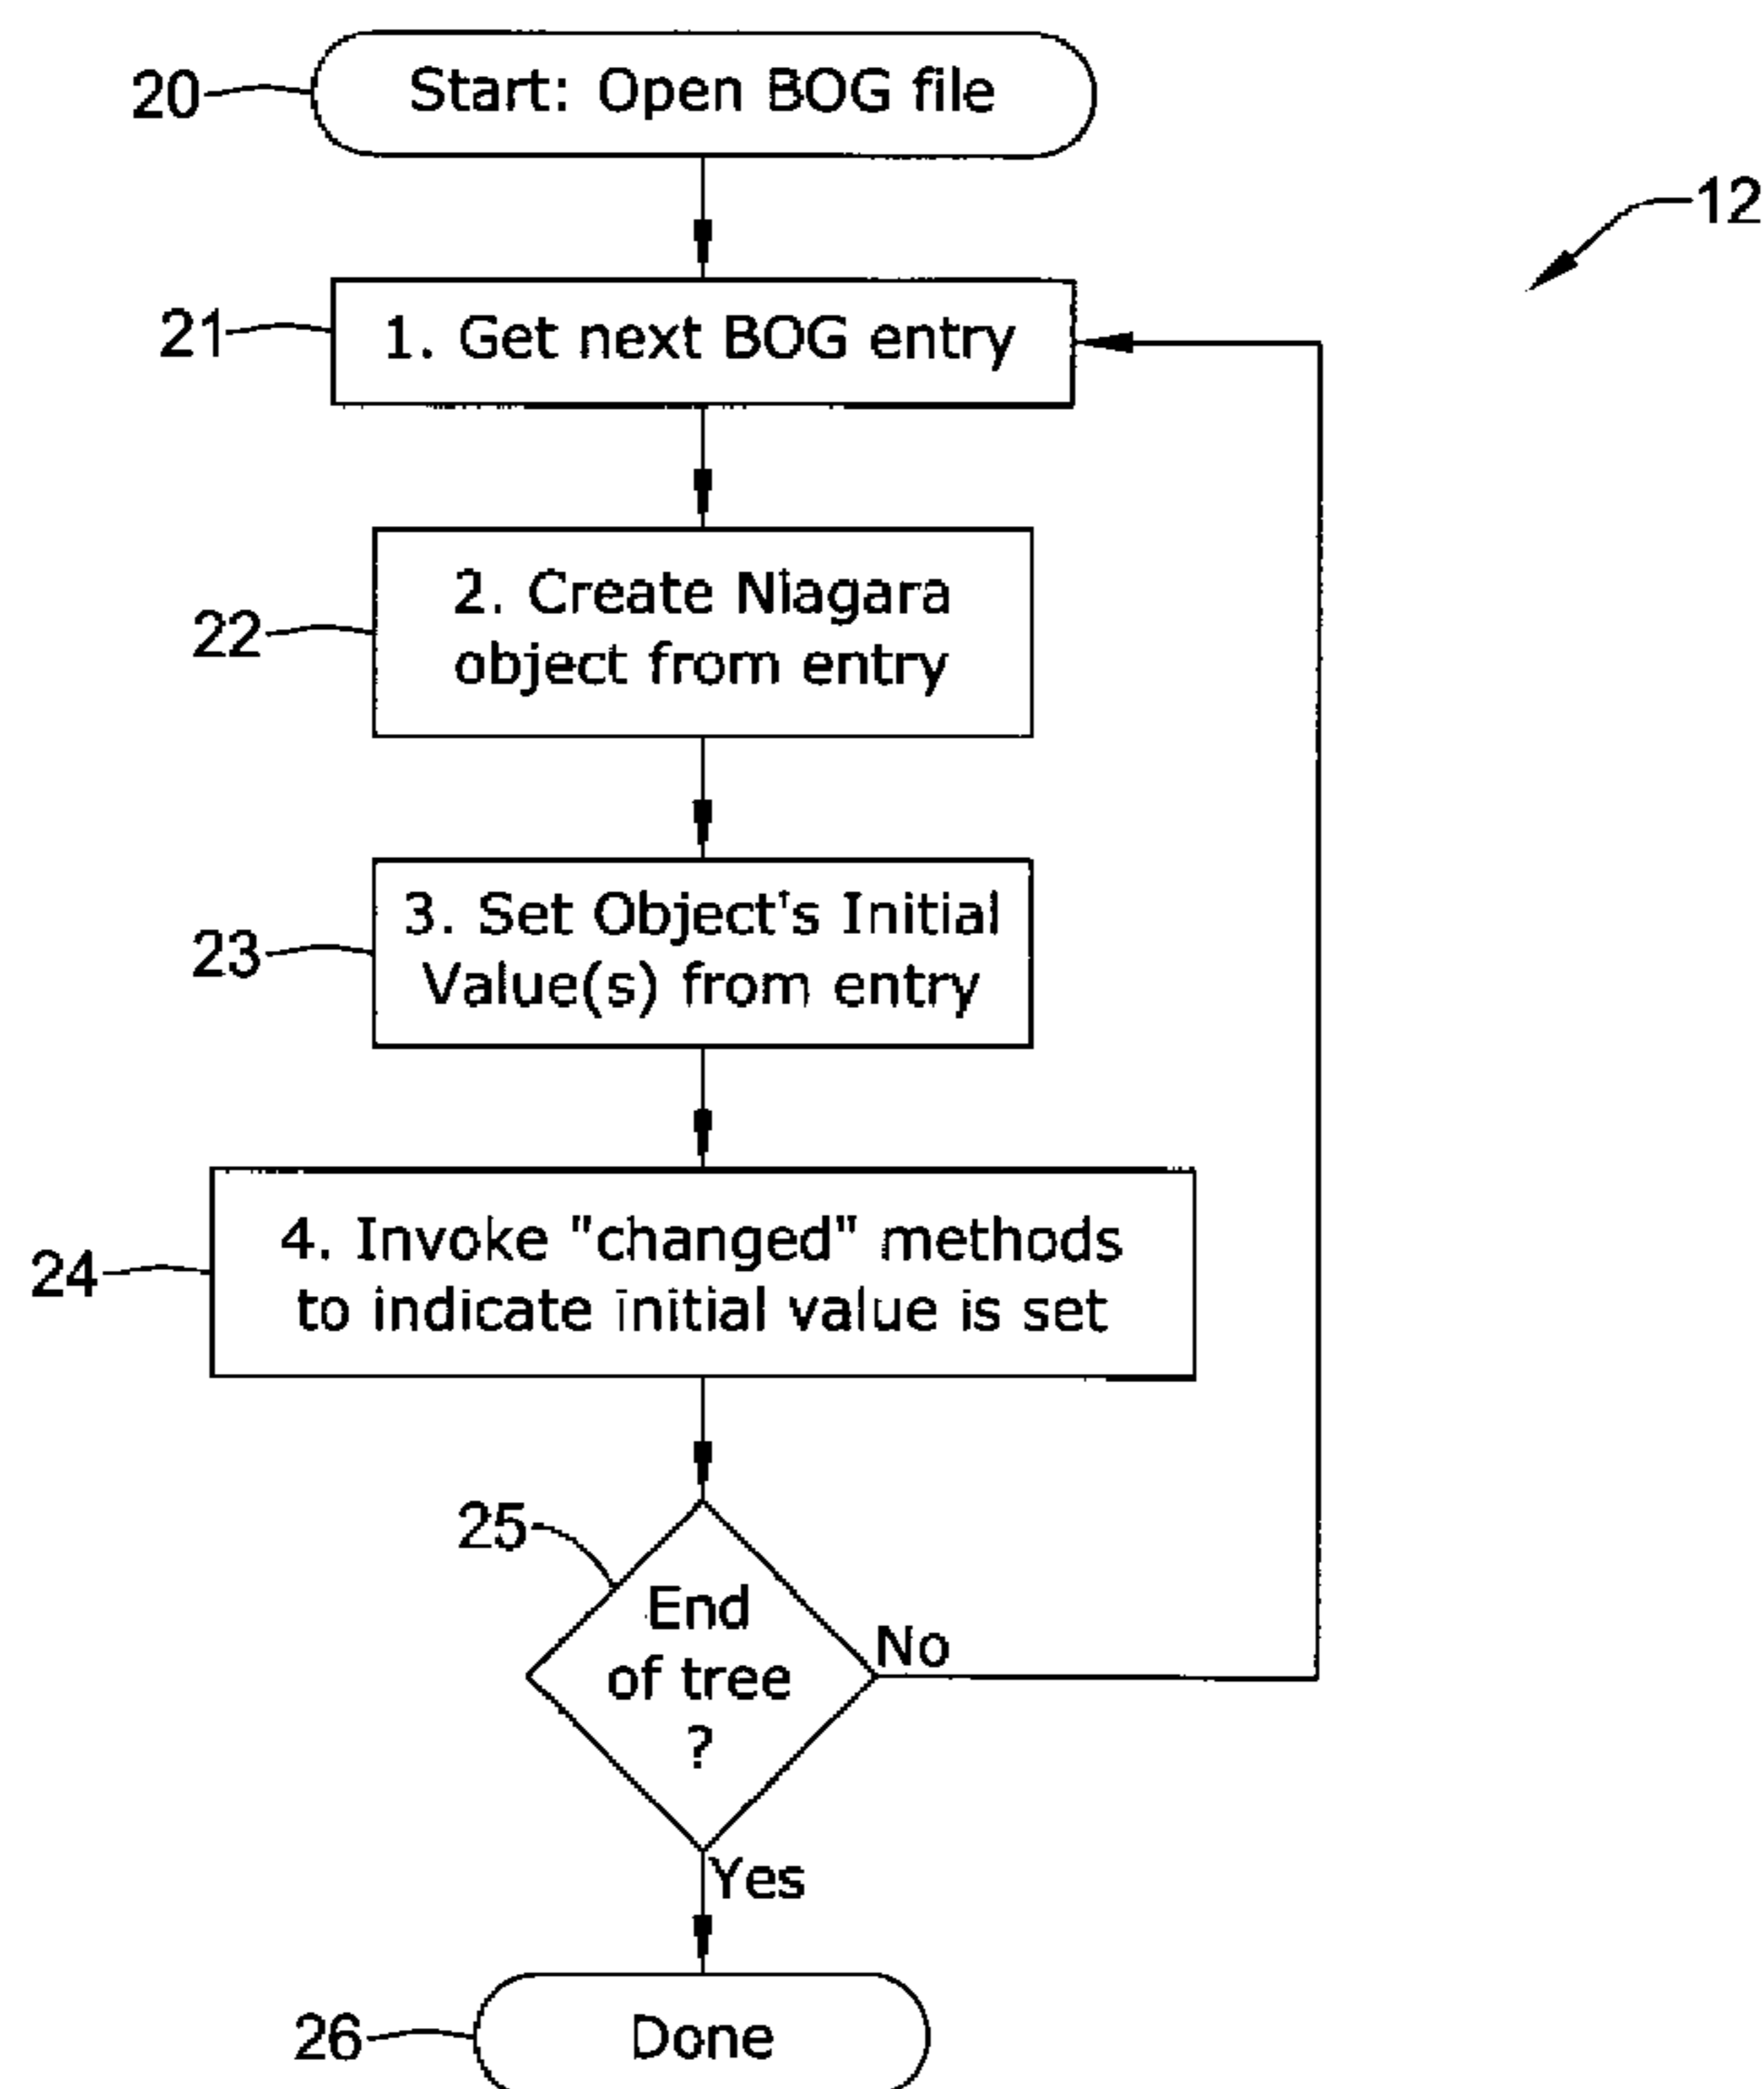 20
Start: Open BOG file
12
21
1. Get next BOG entry
22
2. Create Niagara
object from entry
23
3. Set Object's Initial
Value(s) from entry
24
4. Invoke "changed" methods
to indicate initial value is set
25
End
of tree
?
No
Yes
26
Done